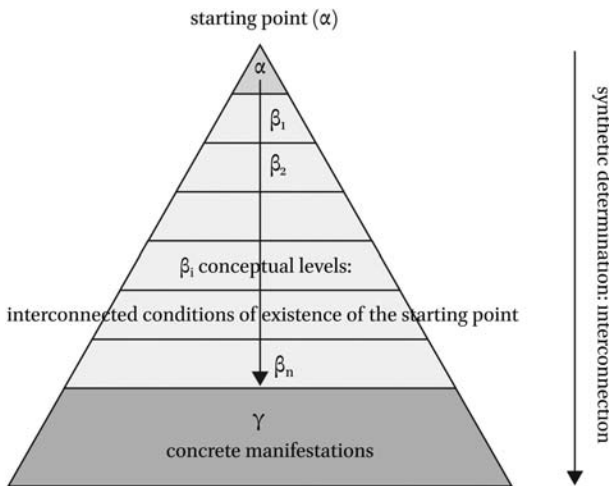 starting point (α)
α
β₁
β₂
βᵢ conceptual levels:
interconnected conditions of existence of the starting point
βₙ
γ
concrete manifestations
synthetic determination: interconnection